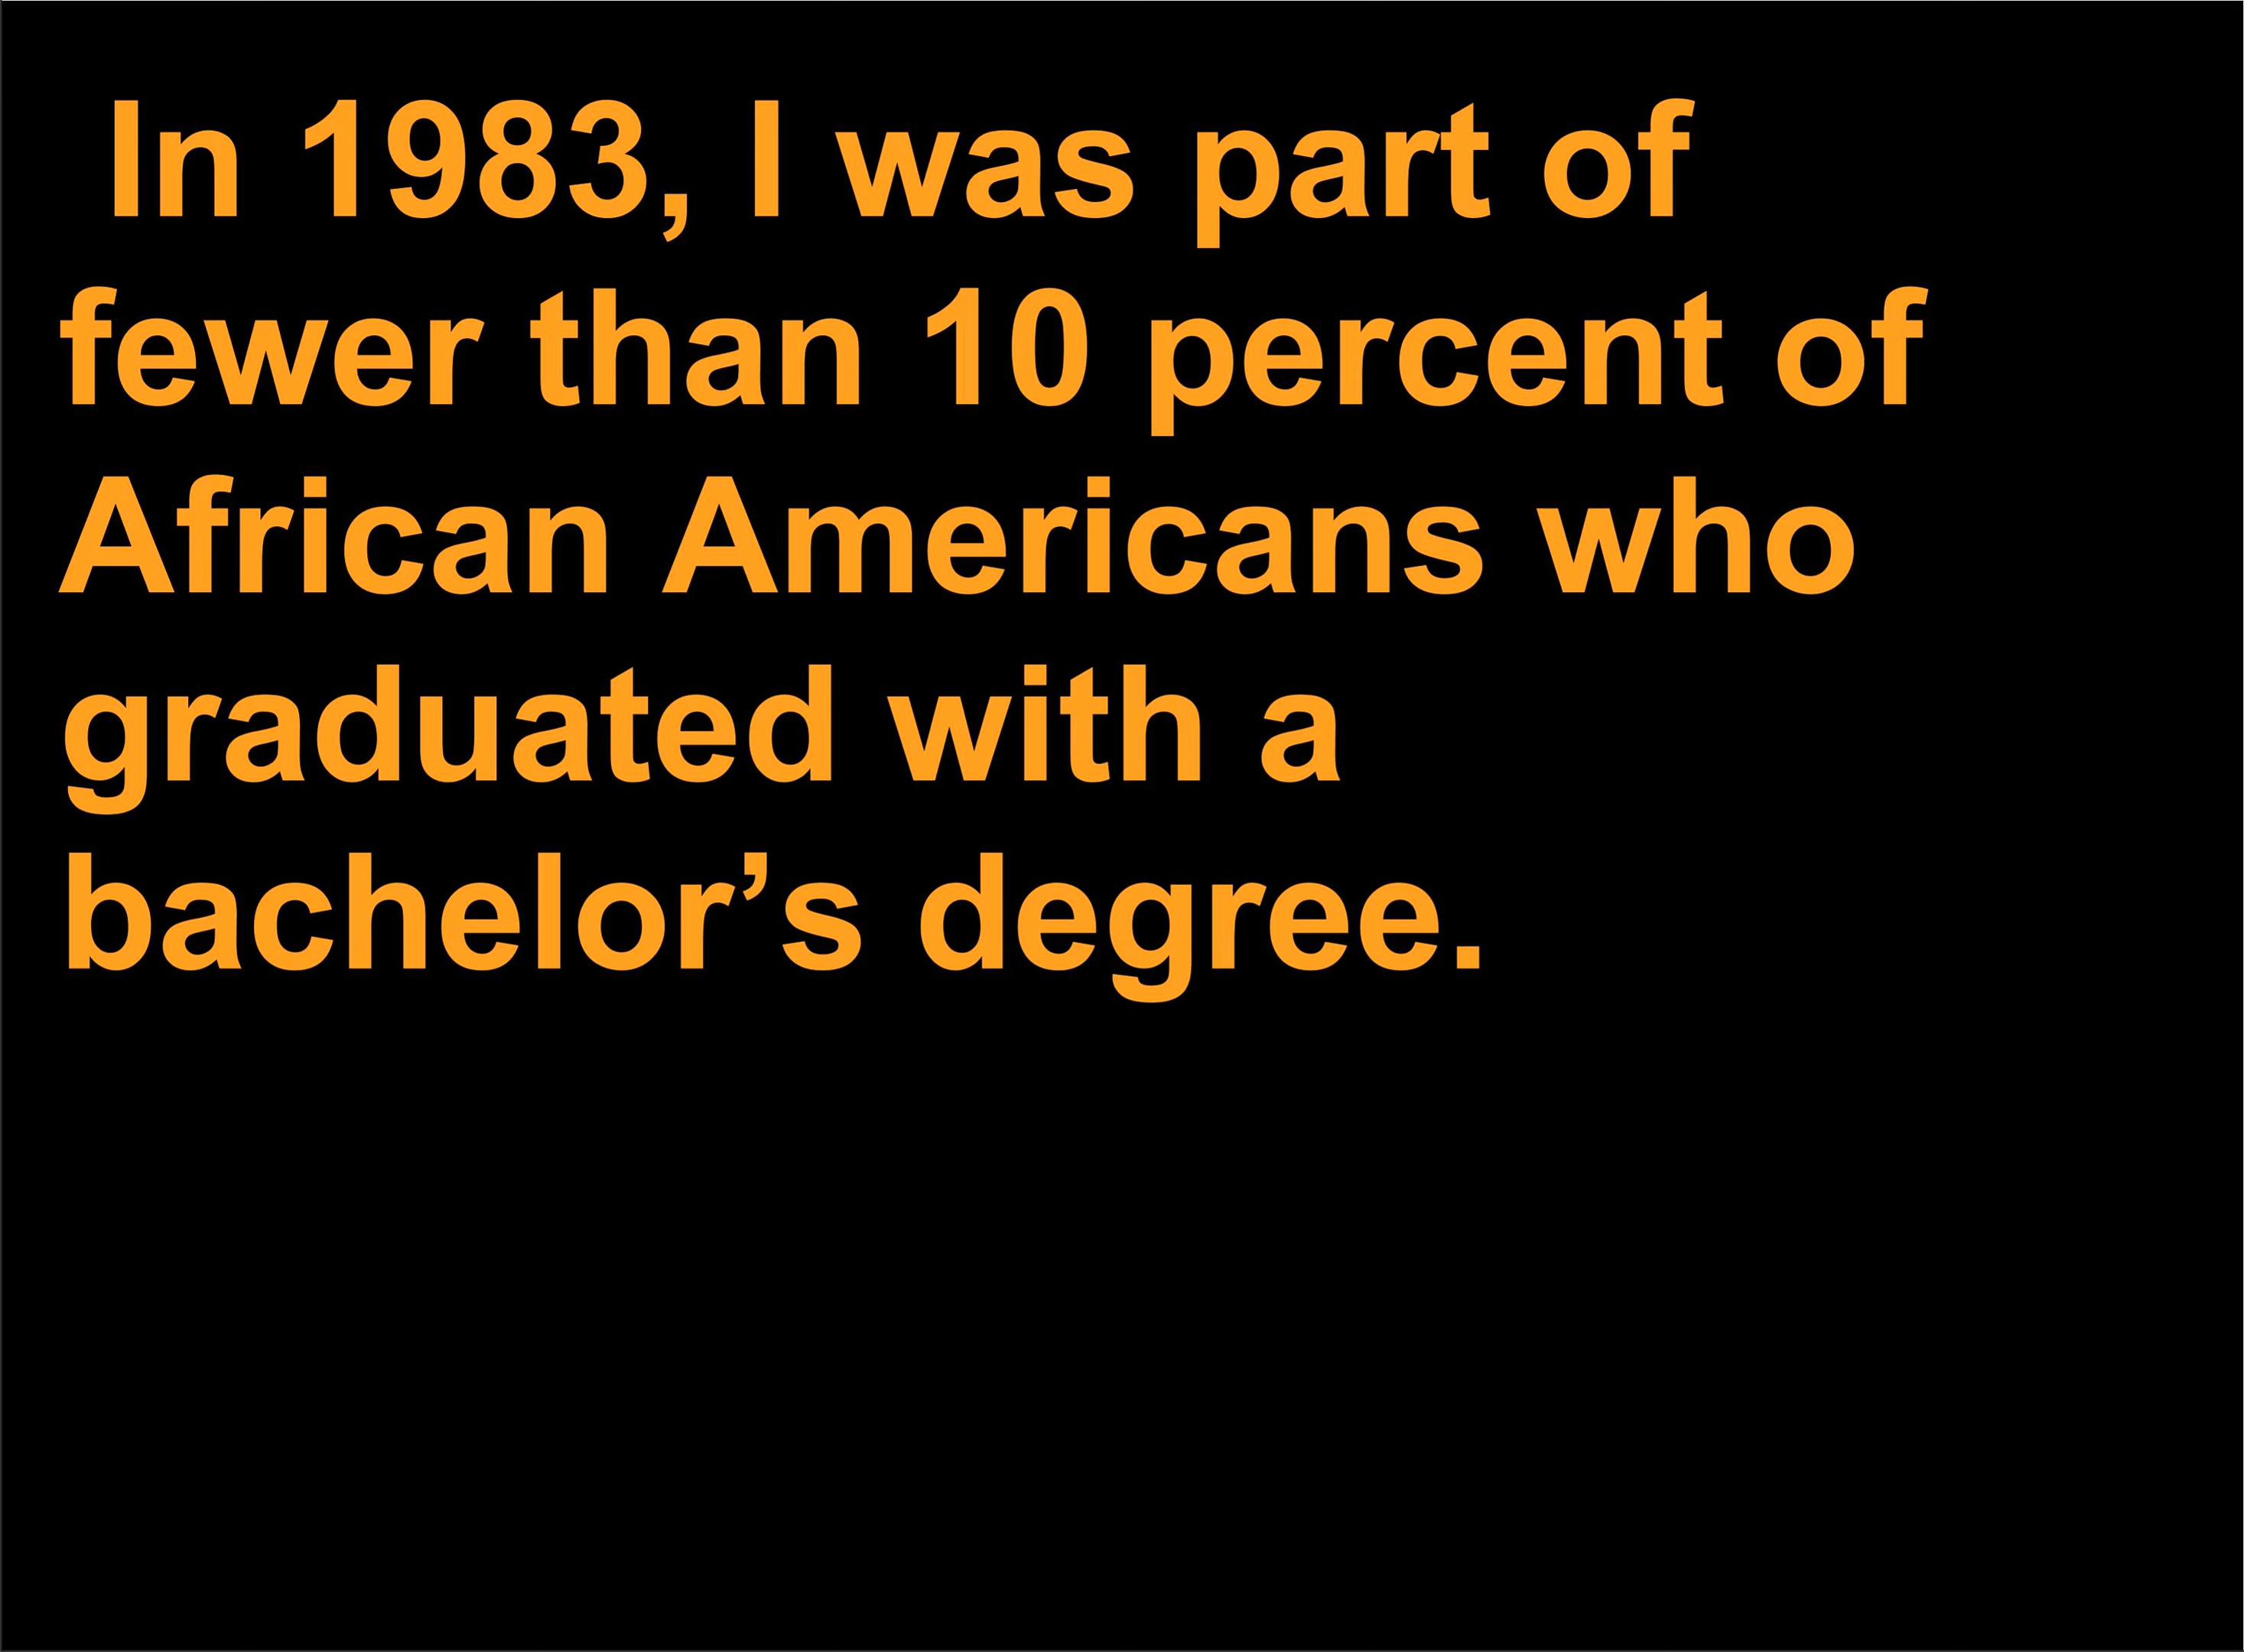 In 1983, I was part of
fewer than 10 percent of
African Americans who
graduated with a
bachelor’s degree.